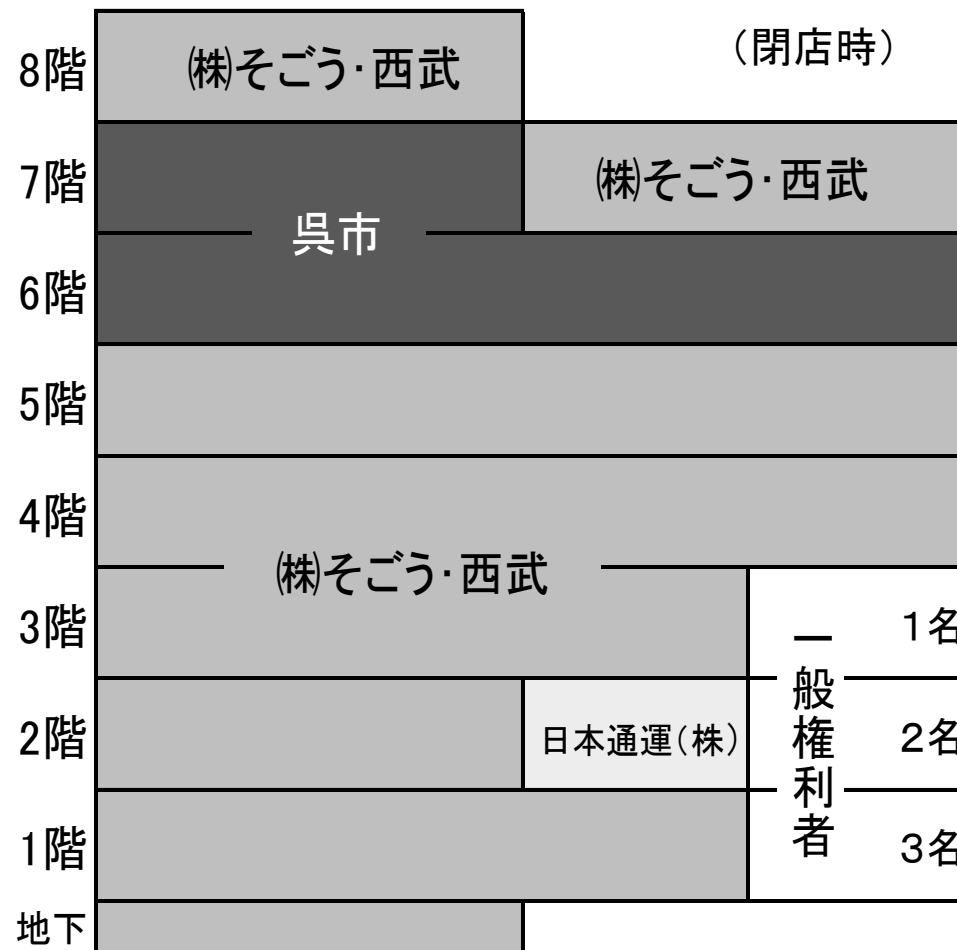 （閉店時）
8階
㈱そごう･西武
7階
㈱そごう･西武
呉市
6階
5階
4階
㈱そごう･西武
3階
1名
一般権利者
2階
日本通運（株）
2名
1階
3名
地下